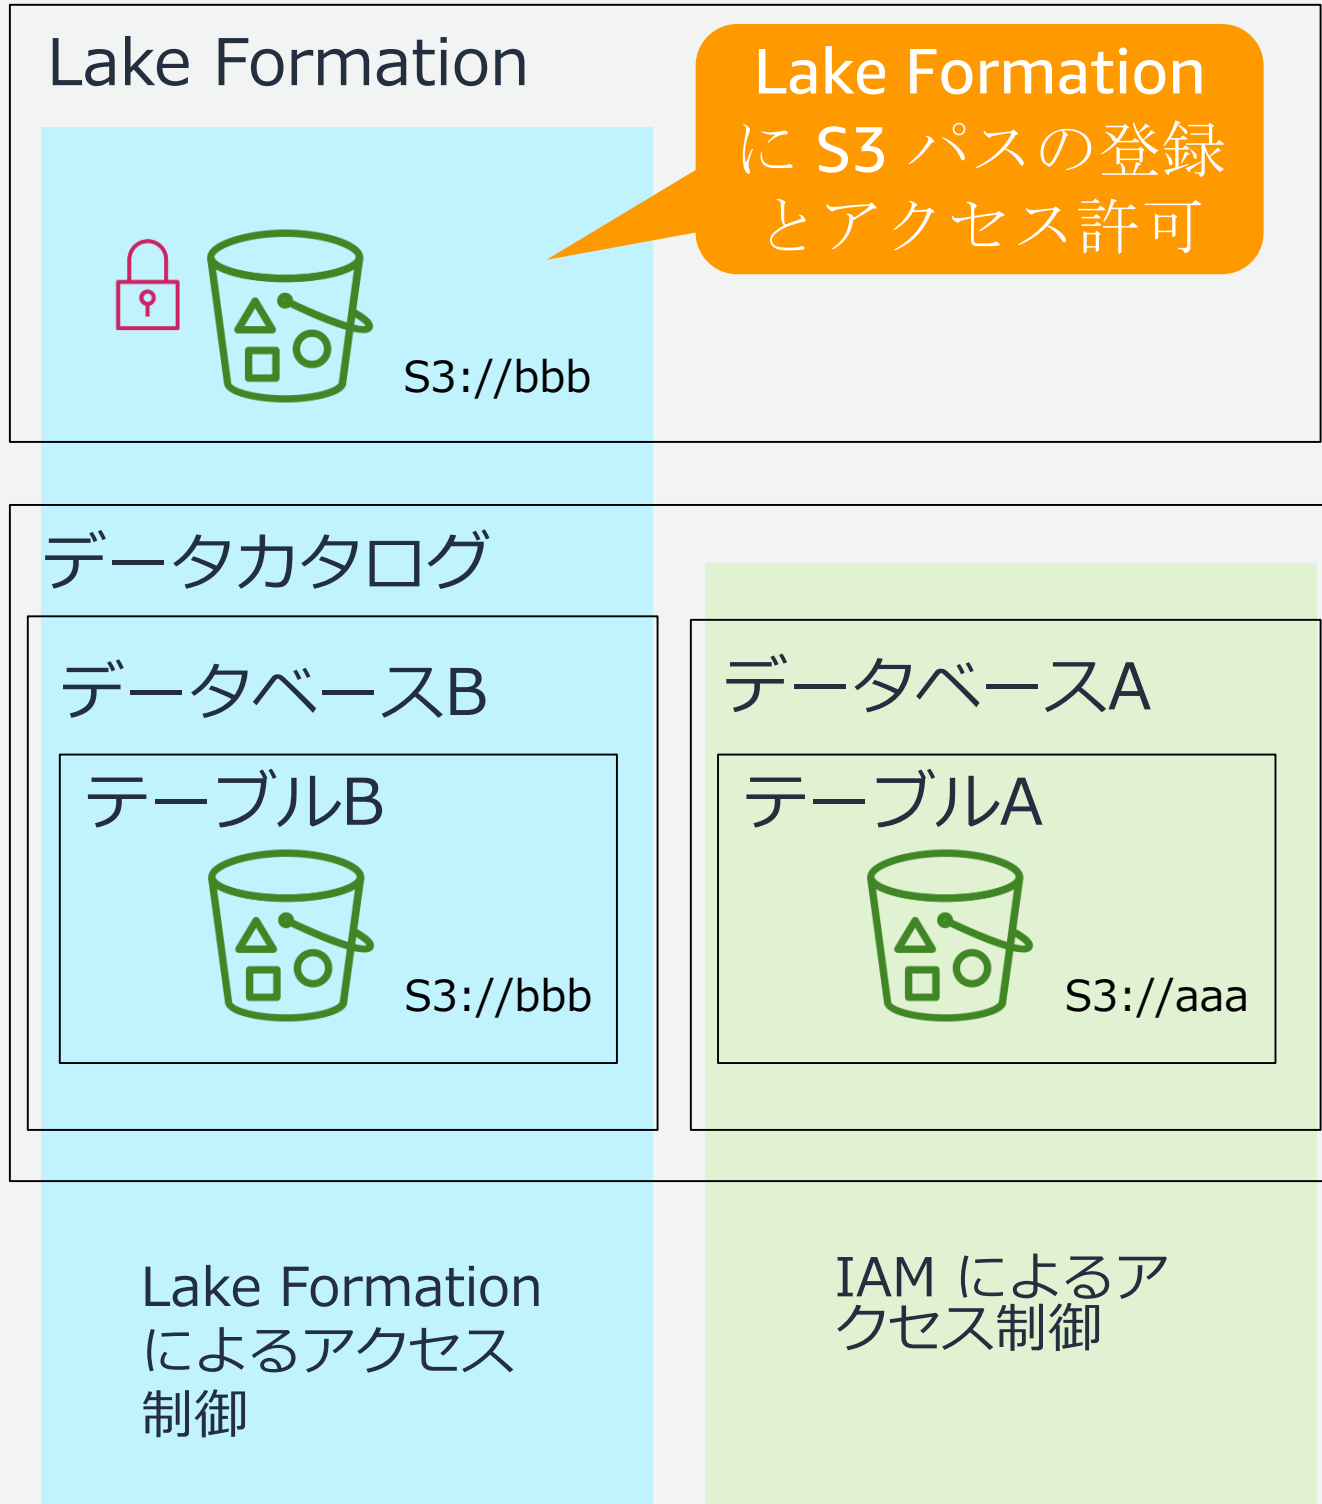 Lake Formation
Lake Formation
に S3 パスの登録
とアクセス許可
S3://bbb
データカタログ
データベースB
テーブルB
S3://bbb
データベースA
テーブルA
S3://aaa
Lake Formation
によるアクセス
制御
IAM によるア
クセス制御